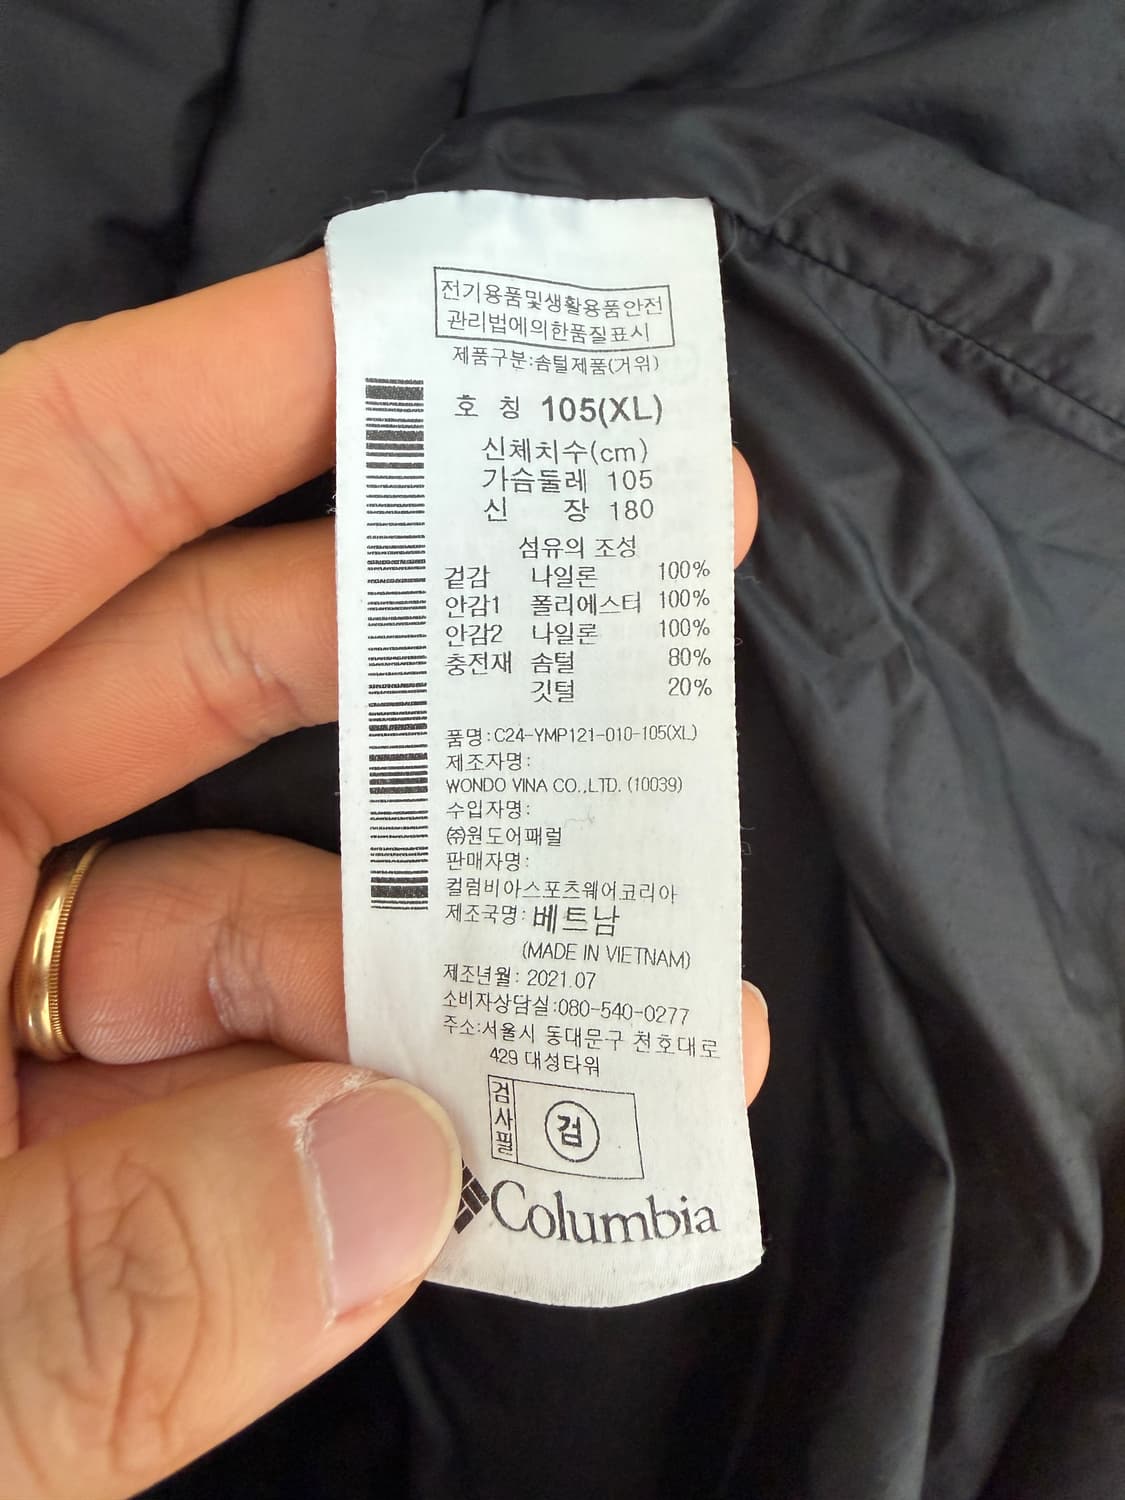 전기용품및생활용품안전
관리법에의한품질표시
제품구분:솜털제품(거위)
호 칭 105(XL)
신체치수(cm)
가슴둘레 105
신 장 180
섬유의 조성
겉감 나일론 100%
안감1 폴리에스터 100%
안감2 나일론 100%
충전재 솜털 80%
깃털 20%
품명:C24-YMP121-010-105(XL)
제조자명:
WONDO VINA CO.,LTD. (10039)
수입자명:
㈜원도어패럴
판매자명:
컬럼비아스포츠웨어코리아
제조국명: 베트남
(MADE IN VIETNAM)
제조년월: 2021.07
소비자상담실:080-540-0277
주소:서울시 동대문구 천호대로
429 대성타워
검사필
검
Columbia